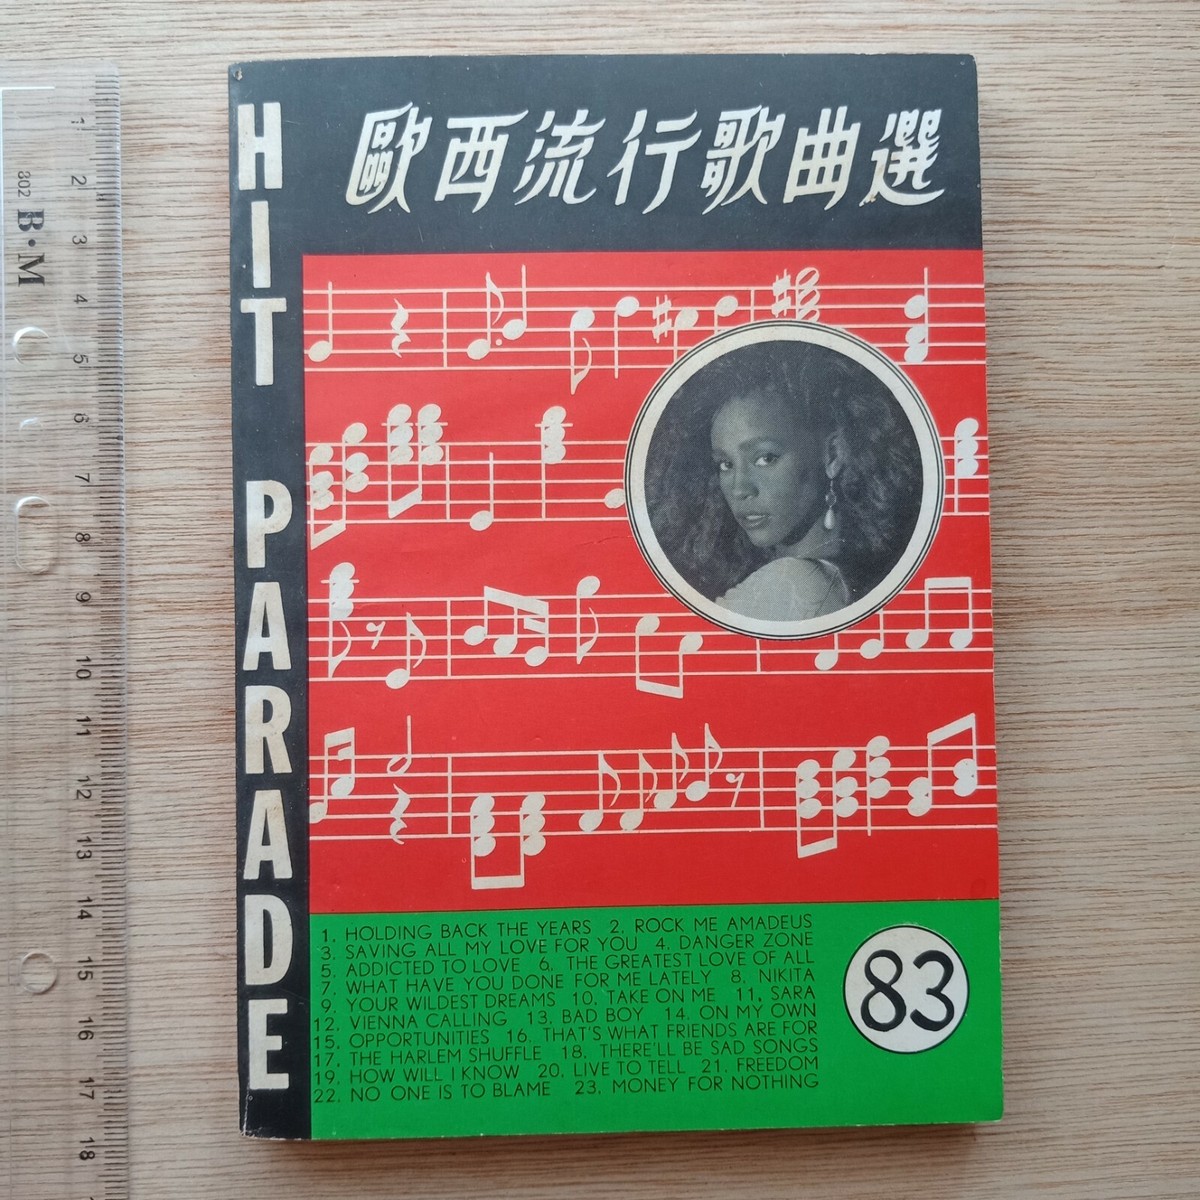 HIT PARADE
歐西流行歌曲選
1. HOLDING BACK THE YEARS 2. ROCK ME AMADEUS
3. SAVING ALL MY LOVE FOR YOU 4. DANGER ZONE
5. ADDICTED TO LOVE 6. THE GREATEST LOVE OF ALL
7. WHAT HAVE YOU DONE FOR ME LATELY 8. NIKITA
9. YOUR WILDEST DREAMS 10. TAKE ON ME 11. SARA
12. VIENNA CALLING 13. BAD BOY 14. ON MY OWN
15. OPPORTUNITIES 16. THAT'S WHAT FRIENDS ARE FOR
17. THE HARLEM SHUFFLE 18. THERE'LL BE SAD SONGS
19. HOW WILL I KNOW 20. LIVE TO TELL 21. FREEDOM
22. NO ONE IS TO BLAME 23. MONEY FOR NOTHING
83
802 B·M
1 2 3 4 5 6 7 8 9 10 11 12 13 14 15 16 17 18